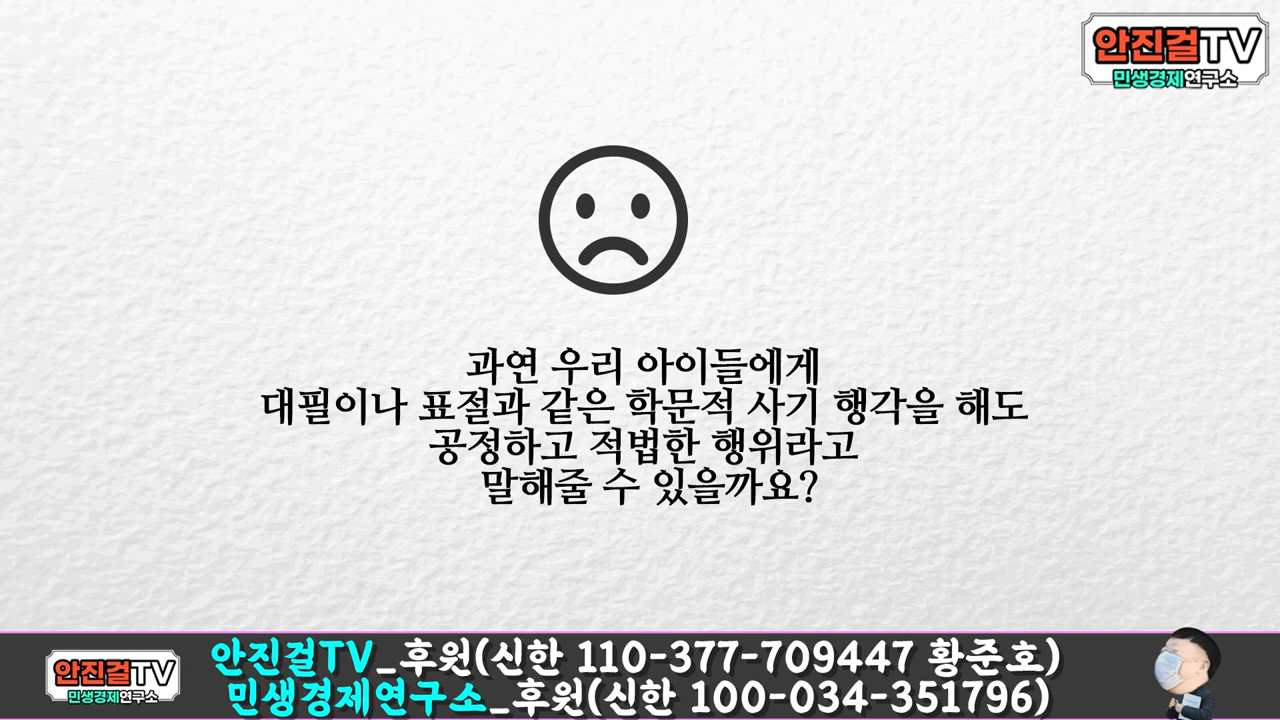 안진걸TV
민생경제연구소
과연 우리 아이들에게
대필이나 표절과 같은 학문적 사기 행각을 해도
공정하고 적법한 행위라고
말해줄 수 있을까요?
안진걸TV_후원(신한 110-377-709447 황준호)
민생경제연구소_후원(신한 100-034-351796)
안진걸TV
민생경제연구소